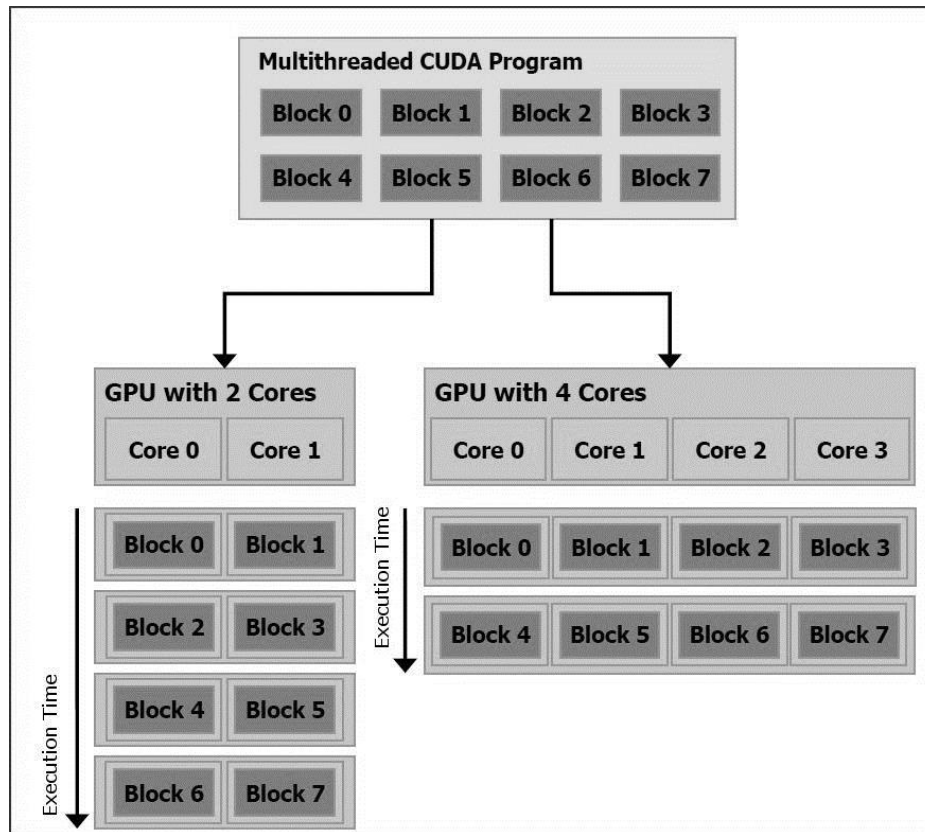 Multithreaded CUDA Program
Block 0 Block 1 Block 2 Block 3
Block 4 Block 5 Block 6 Block 7
GPU with 2 Cores
Core 0 Core 1
Execution Time
Block 0 Block 1
Block 2 Block 3
Block 4 Block 5
Block 6 Block 7
GPU with 4 Cores
Core 0 Core 1 Core 2 Core 3
Execution Time
Block 0 Block 1 Block 2 Block 3
Block 4 Block 5 Block 6 Block 7